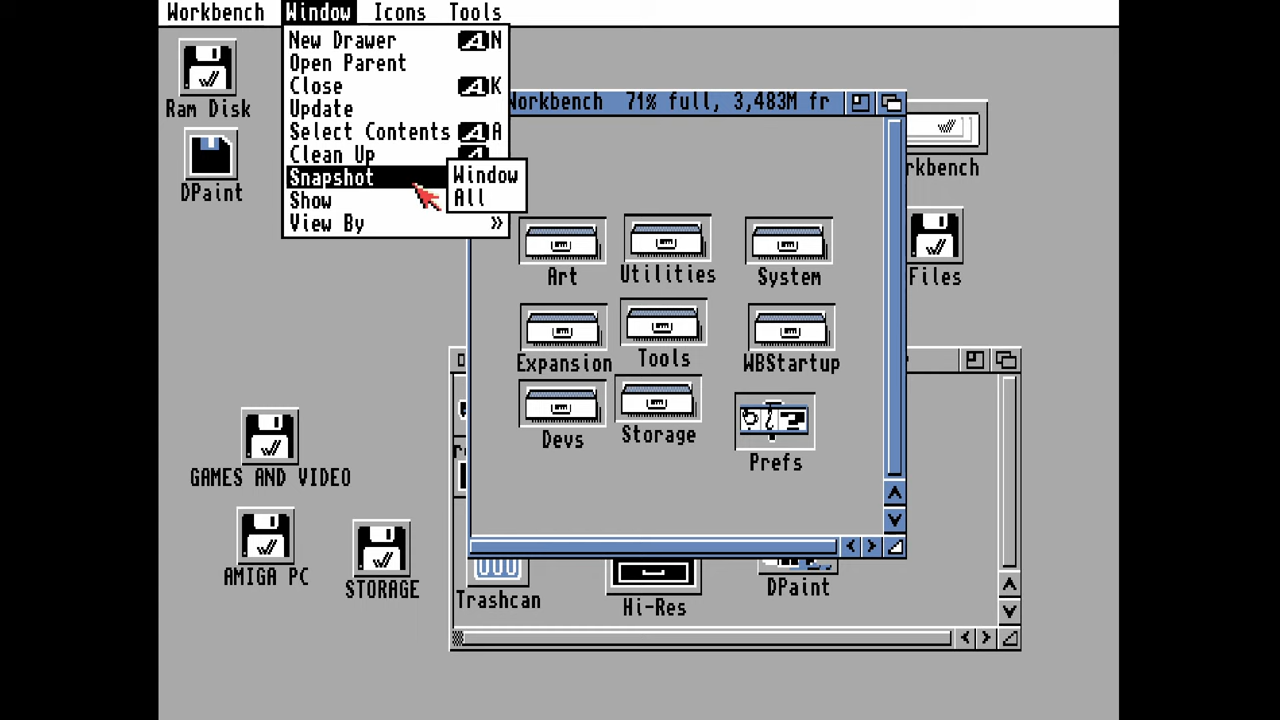 Workbench Window Icons Tools
New Drawer N
Open Parent
Close K
Update
Select Contents A
Clean Up
Snapshot
Show
View By »
Window
All
Ram Disk
DPaint
Workbench 71% full, 3,483M fr
rkbench
Files
Art Utilities System
Expansion Tools WBStartup
Devs Storage Prefs
GAMES AND VIDEO
AMIGA PC
STORAGE
Trashcan Hi-Res DPaint